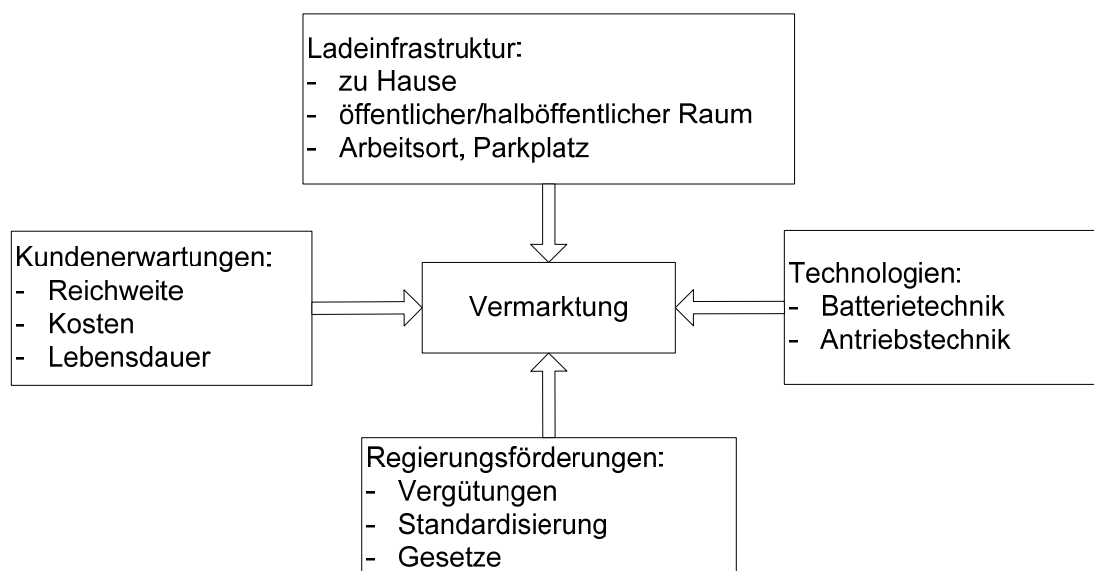 Ladeinfrastruktur:
- zu Hause
- öffentlicher/halböffentlicher Raum
- Arbeitsort, Parkplatz
Kundenerwartungen:
- Reichweite
- Kosten
- Lebensdauer
Vermarktung
Technologien:
- Batterietechnik
- Antriebstechnik
Regierungsförderungen:
- Vergütungen
- Standardisierung
- Gesetze